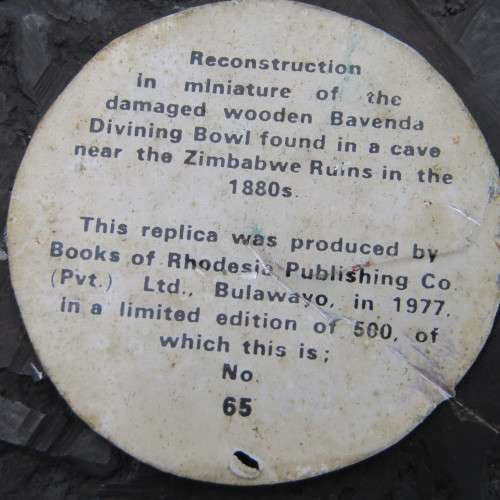 Reconstruction
in miniature of the
damaged wooden Bavenda
Divining Bowl found in a cave
near the Zimbabwe Ruins in the
1880s.
This replica was produced by
Books of Rhodesia Publishing Co
(Pvt.) Ltd., Bulawayo, in 1977.
in a limited edition of 500, of
which this is;
No.
65